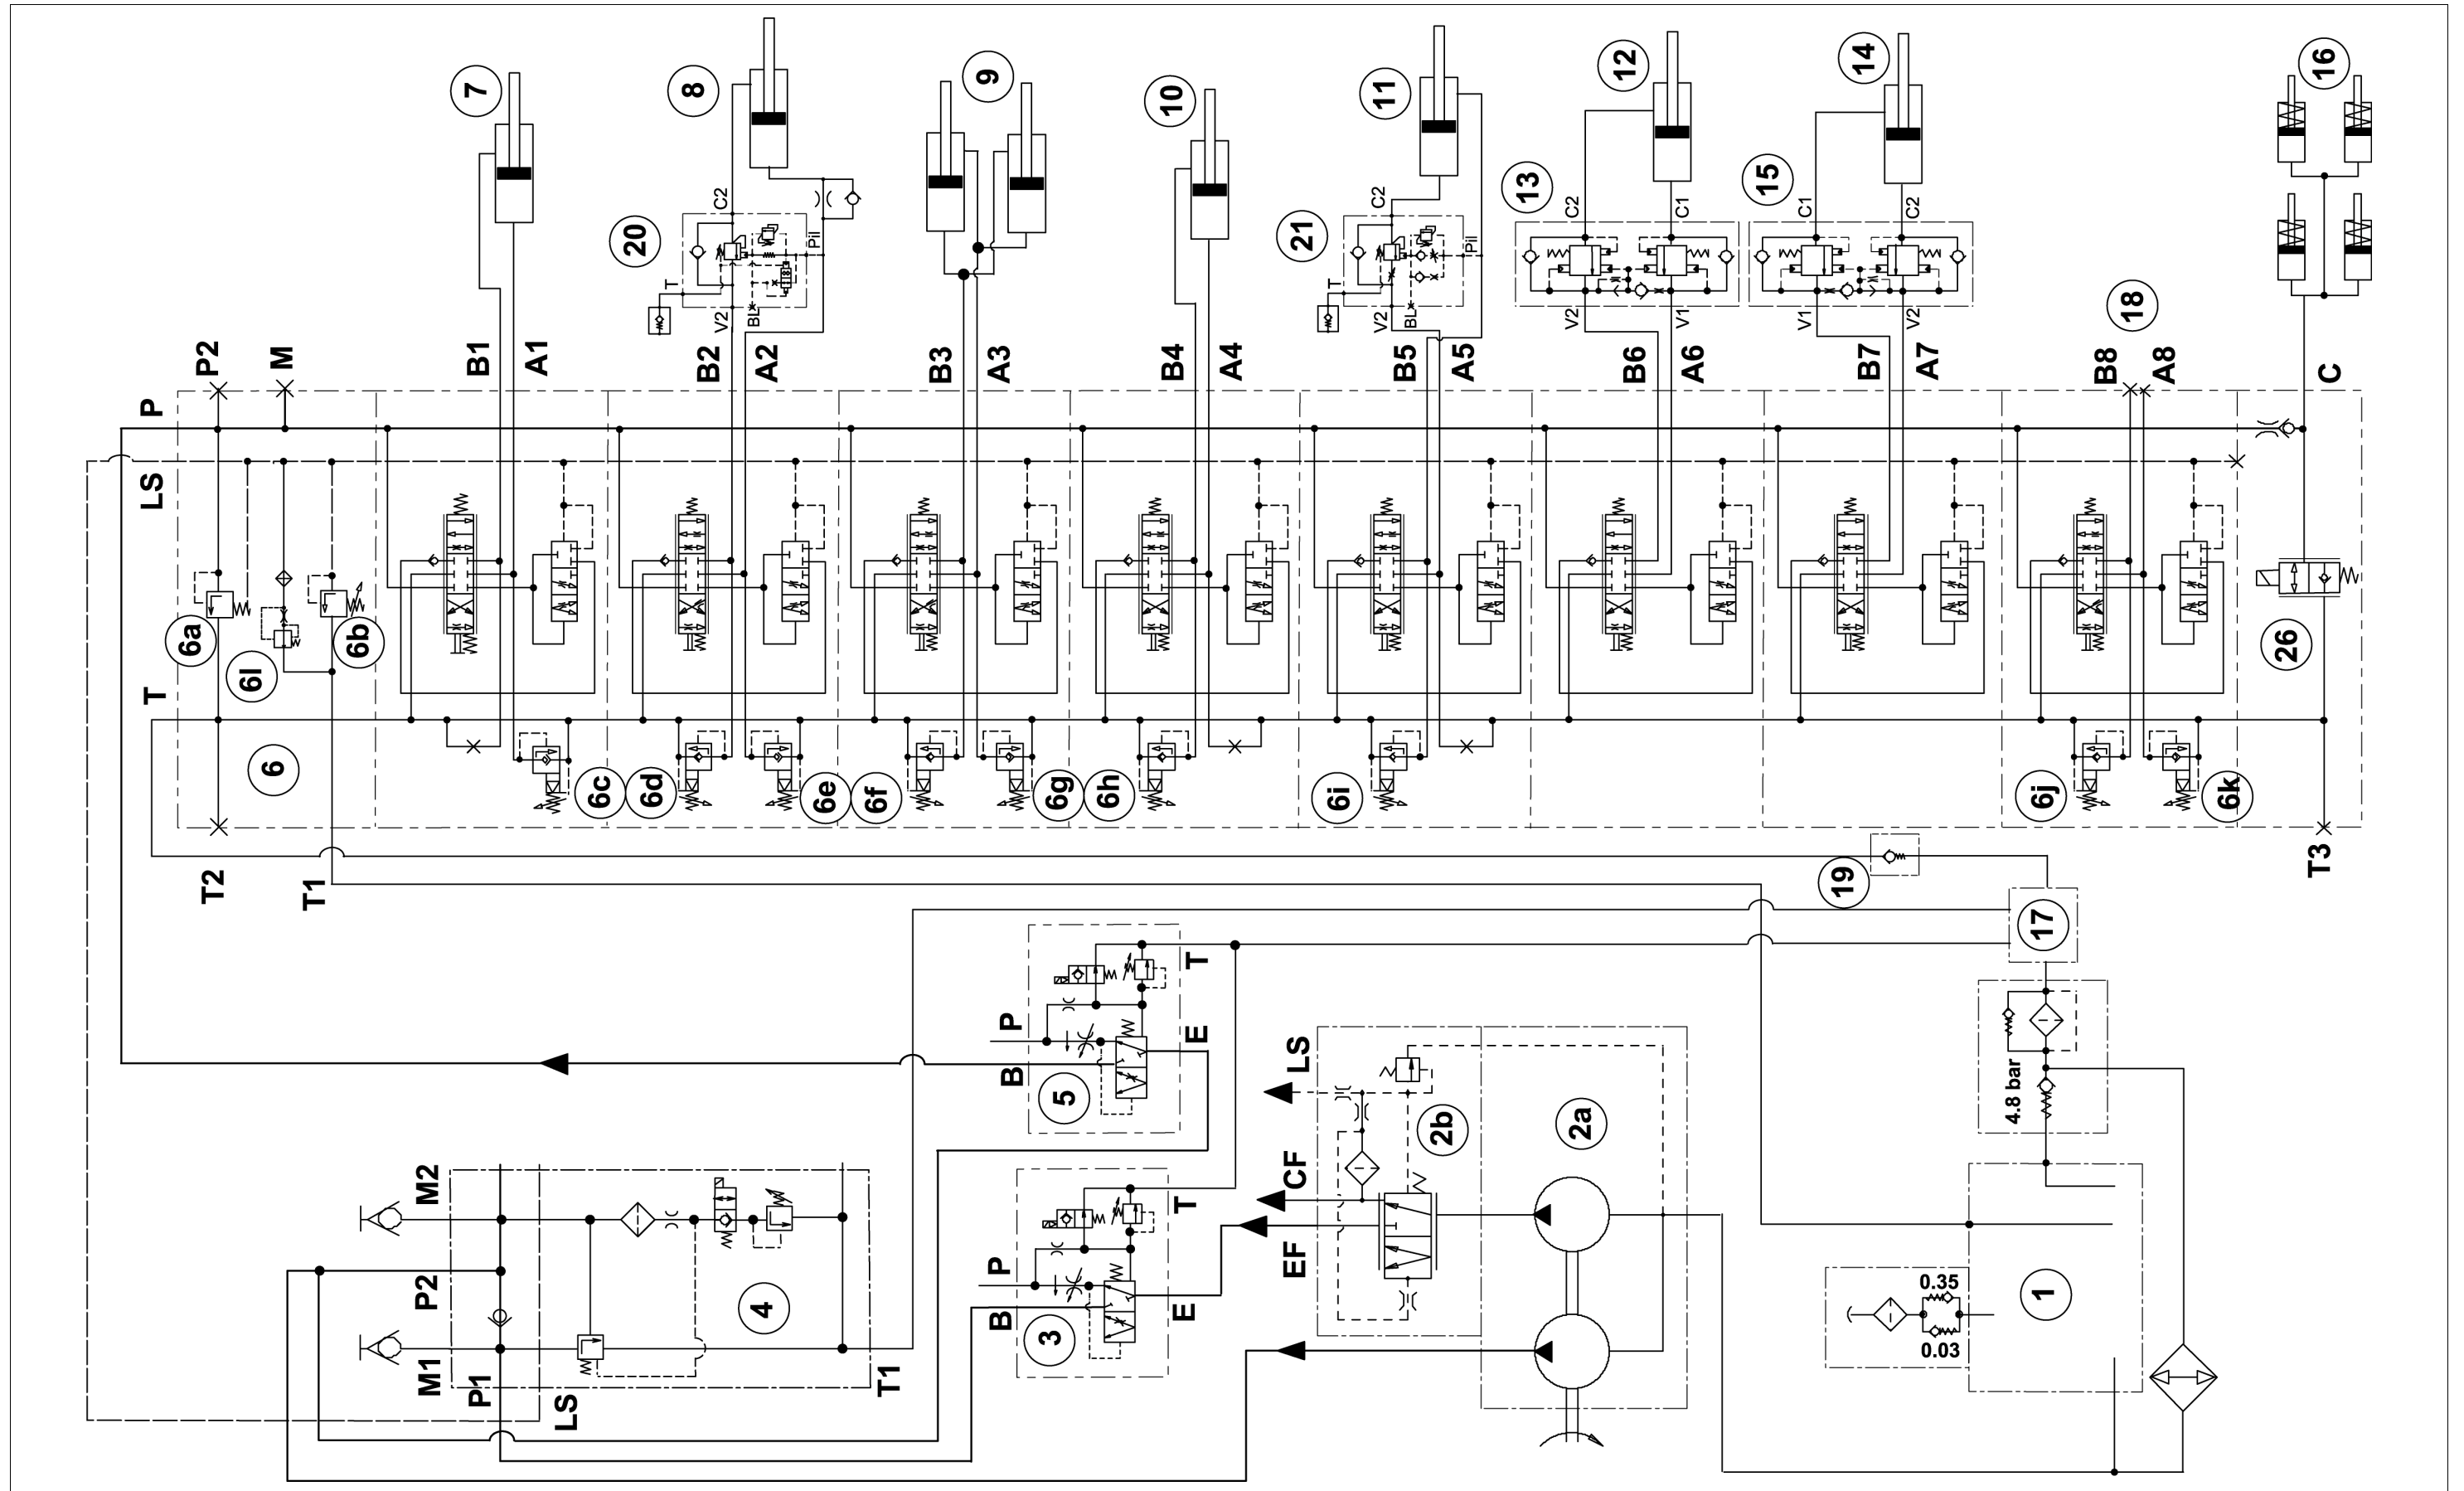 7
8
9
10
11
12
14
16
20
C2
T
V2
BL
Pil
21
C2
T
V2
BL
Pil
13
C2
C1
V2
V1
15
C1
C2
V1
V2
18
P2
M
B1
A1
B2
A2
B3
A3
B4
A4
B5
A5
B6
A6
B7
A7
B8
A8
C
P
LS
T
6a
6l
6b
6
6c
6d
6e
6f
6g
6h
6i
6j
6k
26
T2
T1
T3
19
17
5
P
B
T
E
3
P
B
T
E
LS
CF
EF
2b
2a
4.8 bar
1
0.35
0.03
M2
P2
M1
P1
LS
T1
4